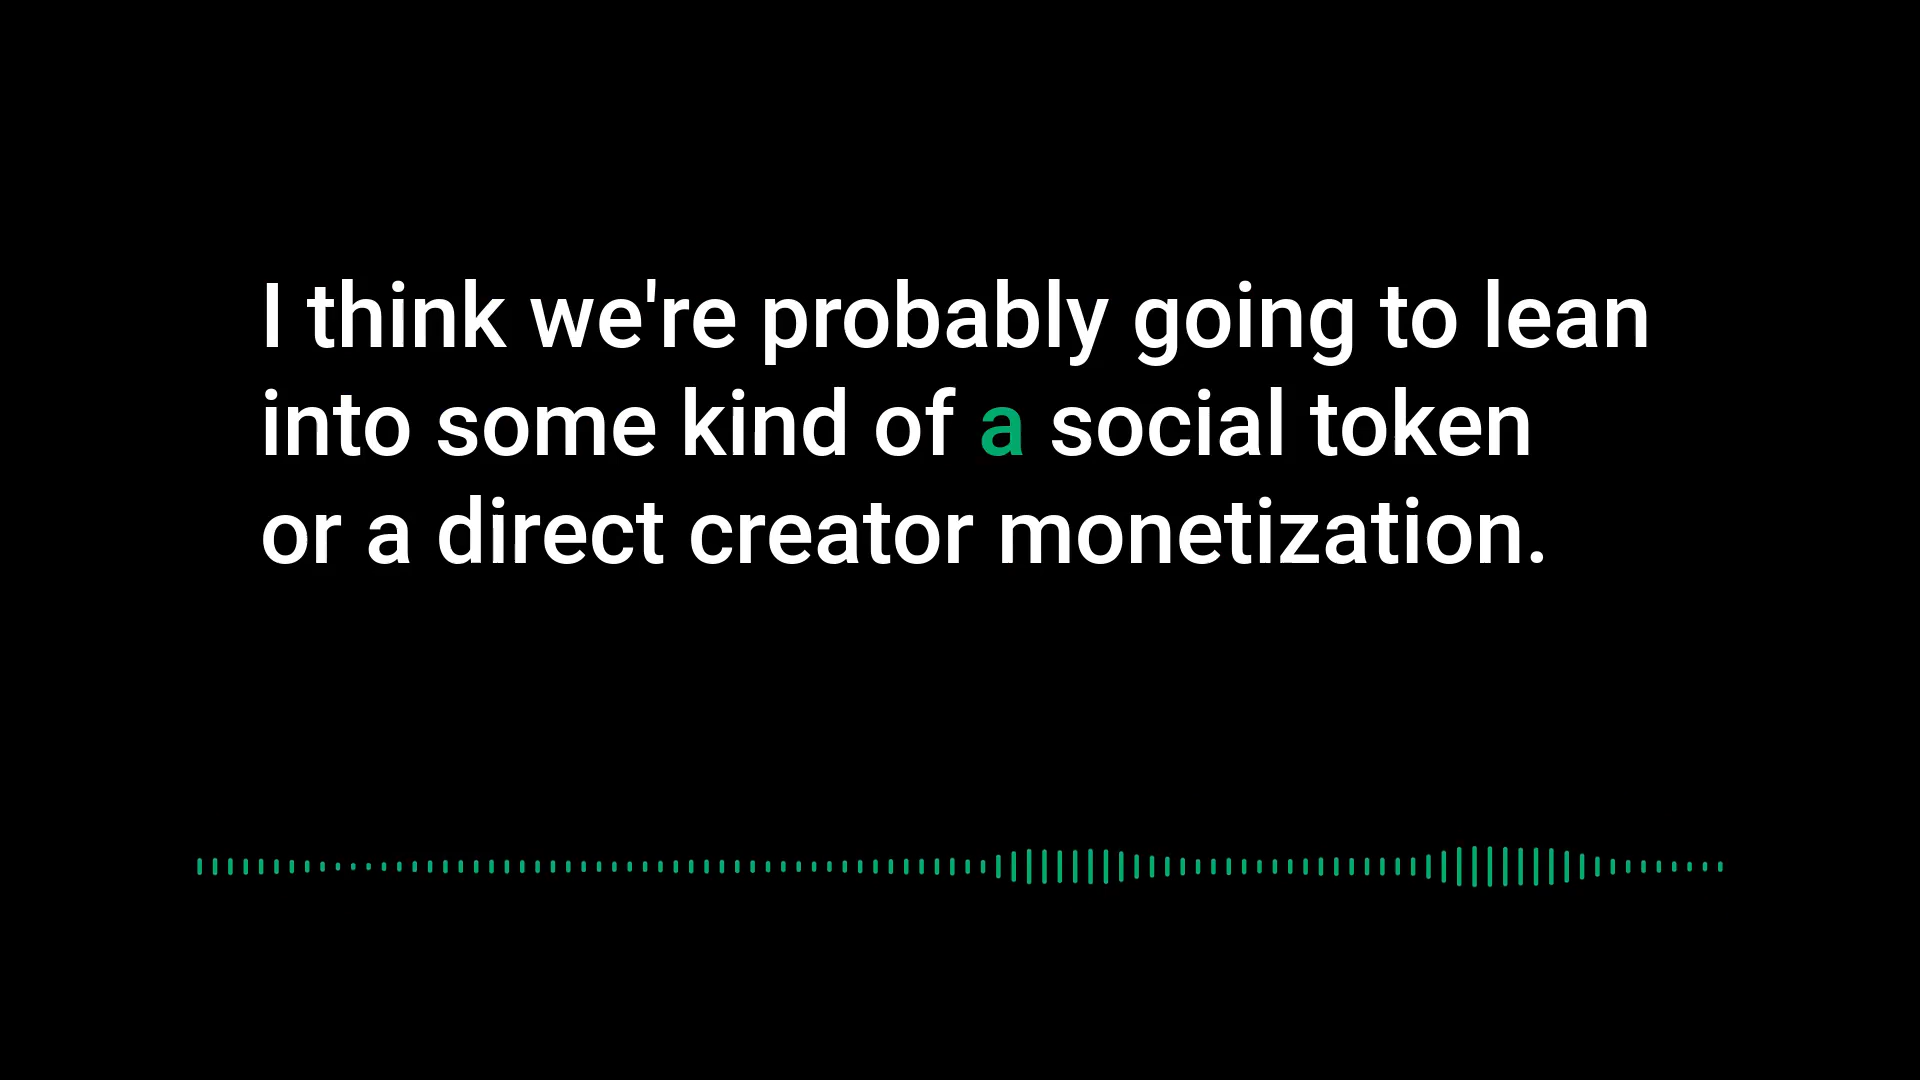 I think we're probably going to lean
into some kind of a social token
or a direct creator monetization.